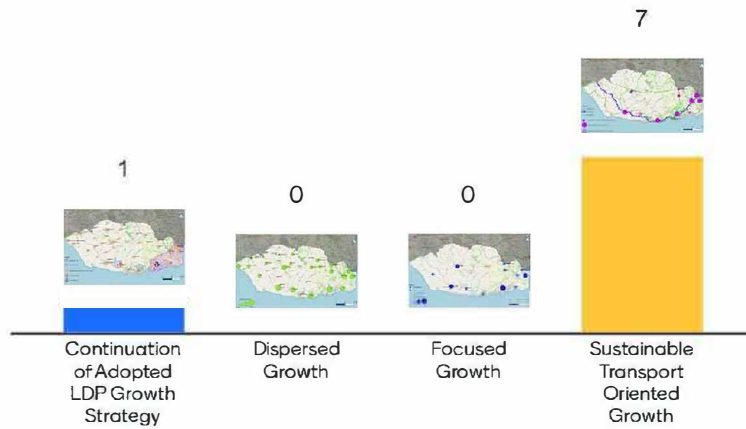 7
1
0
0
Continuation
of Adopted
LDP Growth
Strategy
Dispersed
Growth
Focused
Growth
Sustainable
Transport
Oriented
Growth